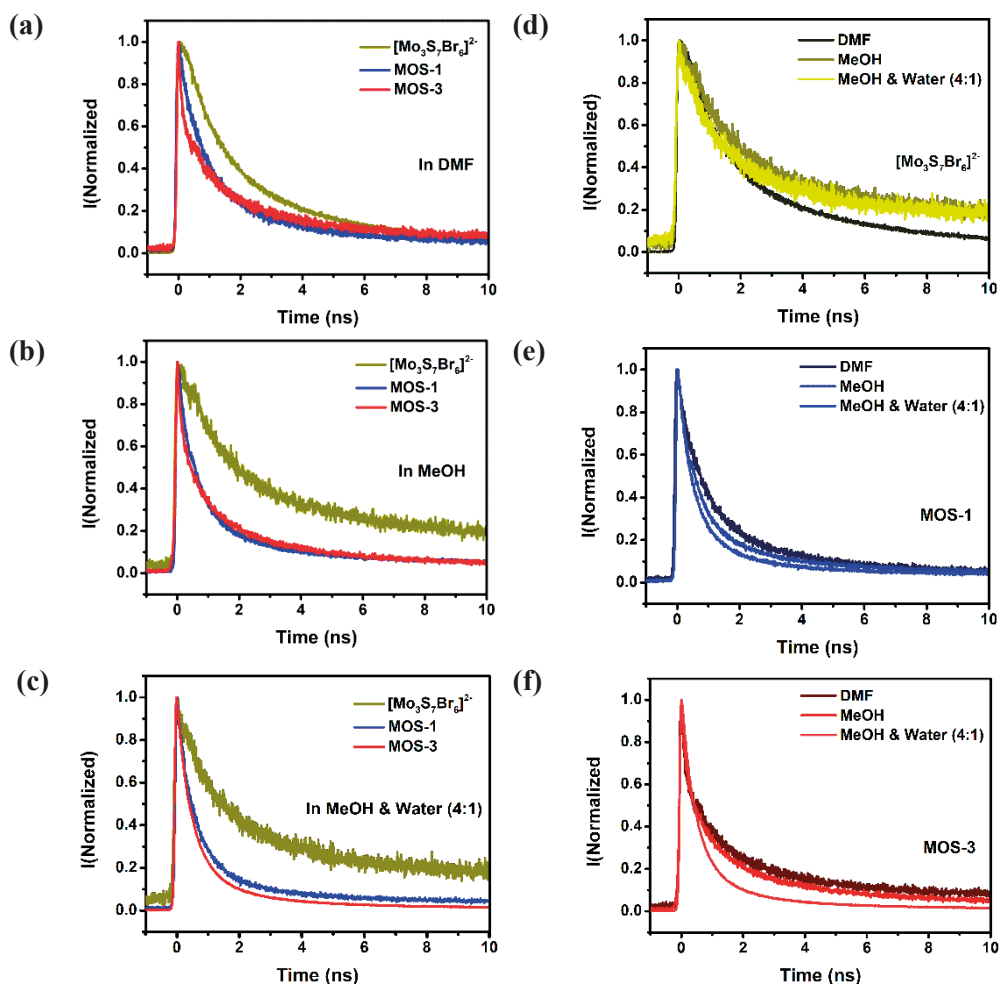 (a)
I(Normalized)
1.0
0.8
0.6
0.4
0.2
0.0
[Mo₃S₇Br₆]²⁻
MOS-1
MOS-3
In DMF
0 2 4 6 8 10
Time (ns)
(d)
I(Normalized)
1.0
0.8
0.6
0.4
0.2
0.0
DMF
MeOH
MeOH & Water (4:1)
[Mo₃S₇Br₆]²⁻
0 2 4 6 8 10
Time (ns)
(b)
I(Normalized)
1.0
0.8
0.6
0.4
0.2
0.0
[Mo₃S₇Br₆]²⁻
MOS-1
MOS-3
In MeOH
0 2 4 6 8 10
Time (ns)
(e)
I(Normalized)
1.0
0.8
0.6
0.4
0.2
0.0
DMF
MeOH
MeOH & Water (4:1)
MOS-1
0 2 4 6 8 10
Time (ns)
(c)
I(Normalized)
1.0
0.8
0.6
0.4
0.2
0.0
[Mo₃S₇Br₆]²⁻
MOS-1
MOS-3
In MeOH & Water (4:1)
0 2 4 6 8 10
Time (ns)
(f)
I(Normalized)
1.0
0.8
0.6
0.4
0.2
0.0
DMF
MeOH
MeOH & Water (4:1)
MOS-3
0 2 4 6 8 10
Time (ns)